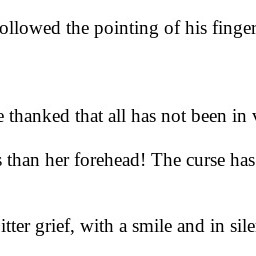 ollowed the pointing of his finger
thanked that all has not been in
than her forehead! The curse has
itter grief, with a smile and in sile